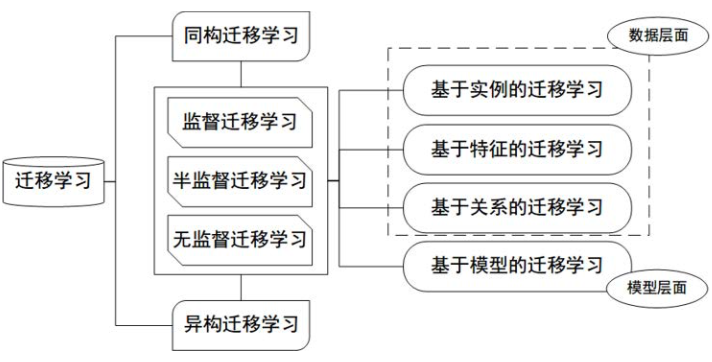 同构迁移学习
数据层面
基于实例的迁移学习
监督迁移学习
基于特征的迁移学习
迁移学习
半监督迁移学习
基于关系的迁移学习
无监督迁移学习
基于模型的迁移学习
模型层面
异构迁移学习